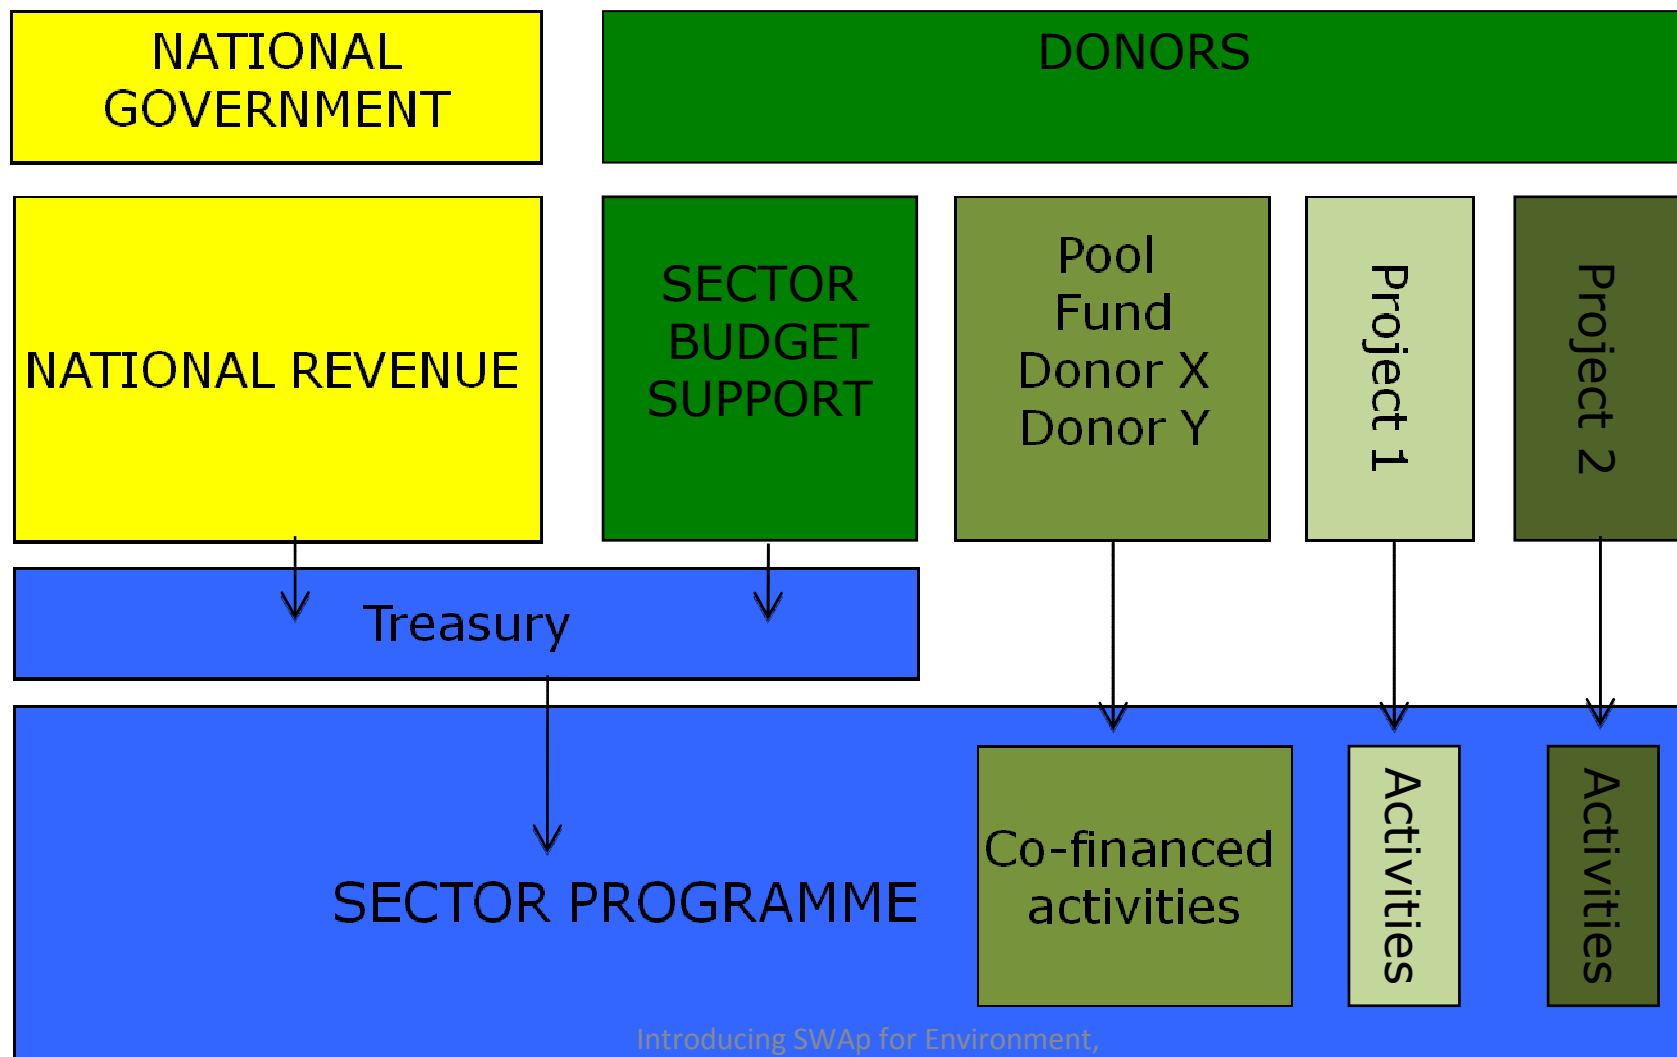 NATIONAL
GOVERNMENT
DONORS
NATIONAL REVENUE
SECTOR
BUDGET
SUPPORT
Pool
Fund
Donor X
Donor Y
Project 1
Project 2
Treasury
SECTOR PROGRAMME
Co-financed
activities
Activities
Activities
Introducing SWAp for Environment,